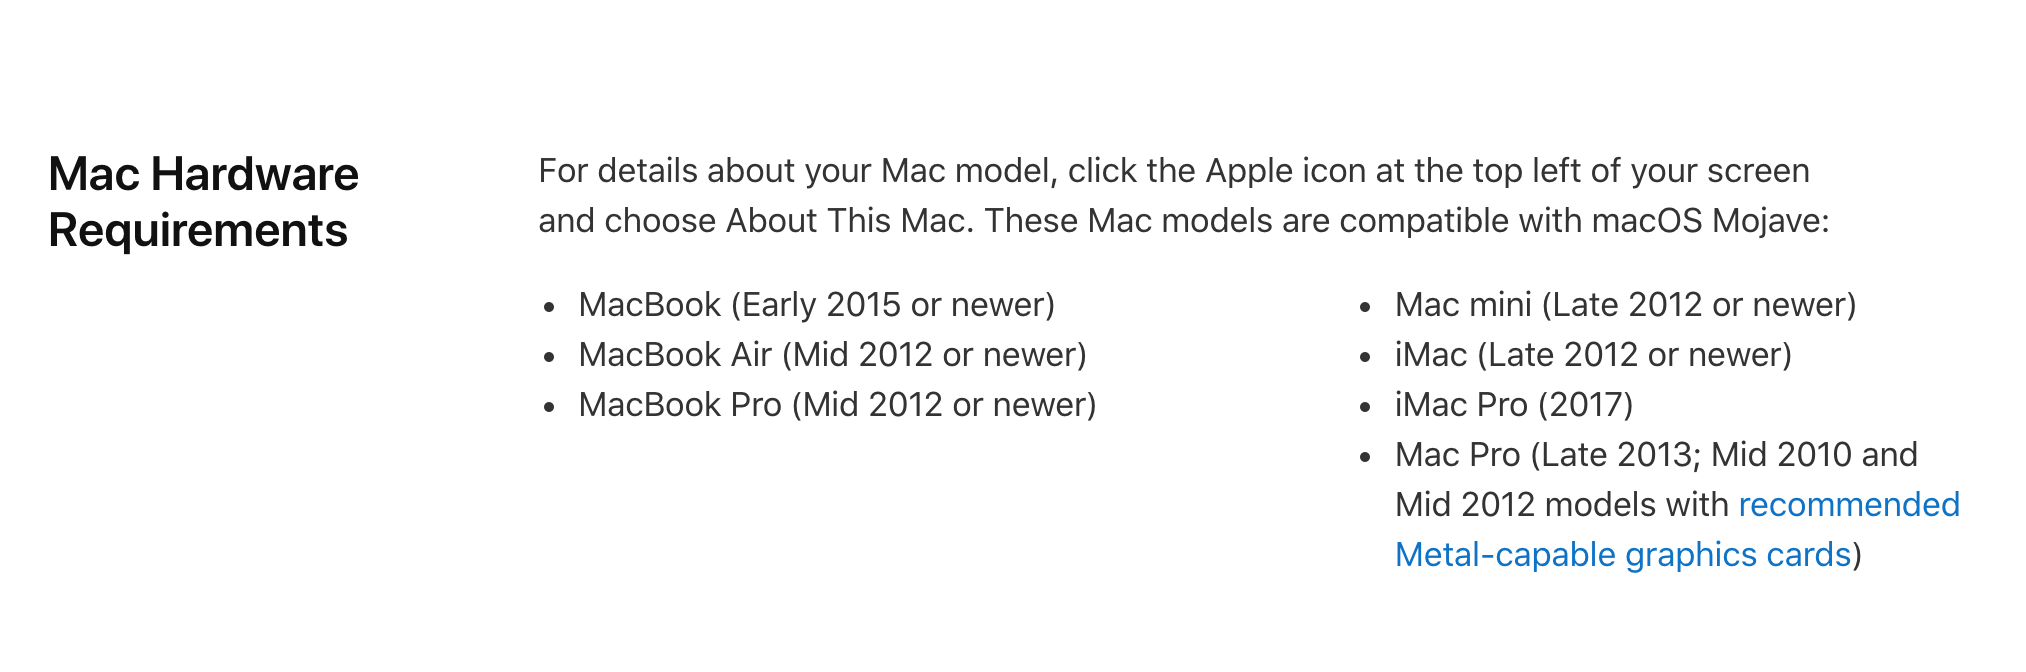 Mac Hardware
Requirements
For details about your Mac model, click the Apple icon at the top left of your screen
and choose About This Mac. These Mac models are compatible with macOS Mojave:
• MacBook (Early 2015 or newer)
• MacBook Air (Mid 2012 or newer)
• MacBook Pro (Mid 2012 or newer)
• Mac mini (Late 2012 or newer)
• iMac (Late 2012 or newer)
• iMac Pro (2017)
• Mac Pro (Late 2013; Mid 2010 and
Mid 2012 models with recommended
Metal-capable graphics cards)